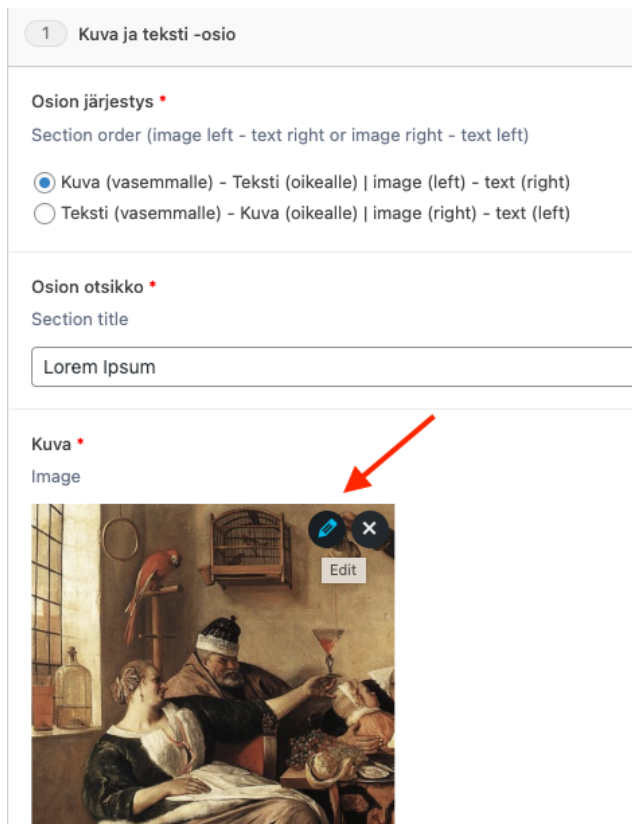 1 Kuva ja teksti -osio
Osion järjestys *
Section order (image left - text right or image right - text left)
Kuva (vasemmalle) - Teksti (oikealle) | image (left) - text (right)
Teksti (vasemmalle) - Kuva (oikealle) | image (right) - text (left)
Osion otsikko *
Section title
Lorem Ipsum
Kuva *
Image
Edit